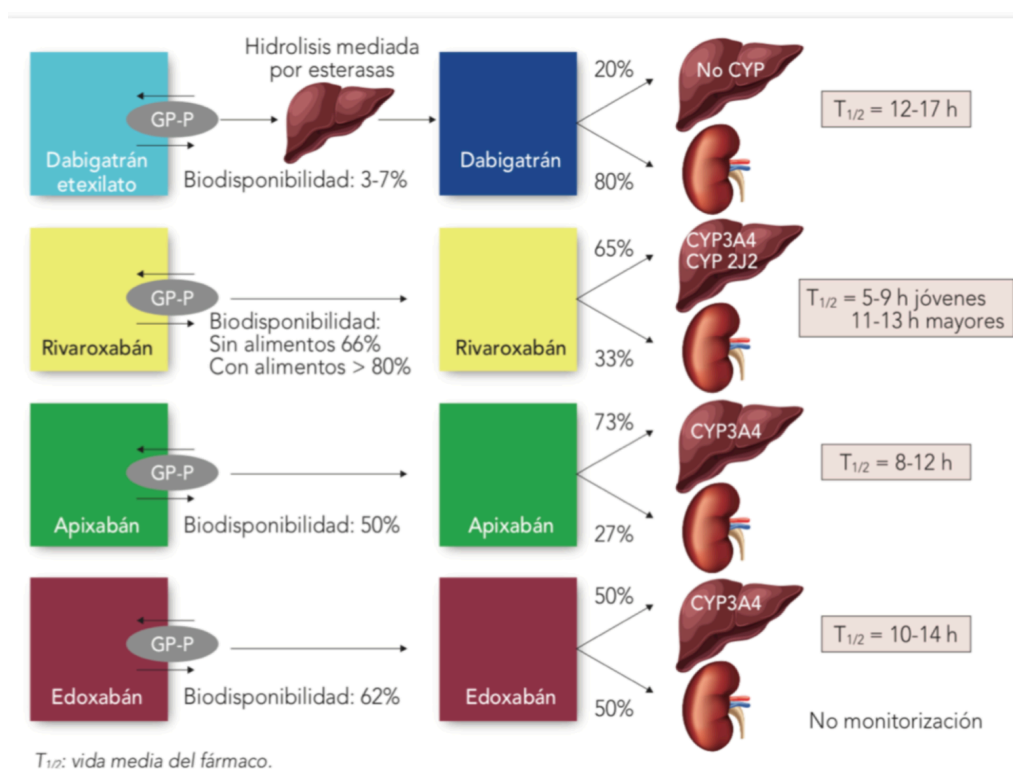 Hidrolisis mediada
por esterasas
GP-P
Dabigatrán
etexilato
Biodisponibilidad: 3-7%
Dabigatrán
20%
80%
No CYP
T1/2 = 12-17 h
GP-P
Rivaroxabán
Biodisponibilidad:
Sin alimentos 66%
Con alimentos > 80%
Rivaroxabán
65%
33%
CYP3A4
CYP 2J2
T1/2 = 5-9 h jóvenes
11-13 h mayores
GP-P
Apixabán
Biodisponibilidad: 50%
Apixabán
73%
27%
CYP3A4
T1/2 = 8-12 h
GP-P
Edoxabán
Biodisponibilidad: 62%
Edoxabán
50%
50%
CYP3A4
T1/2 = 10-14 h
No monitorización
T1/2: vida media del fármaco.